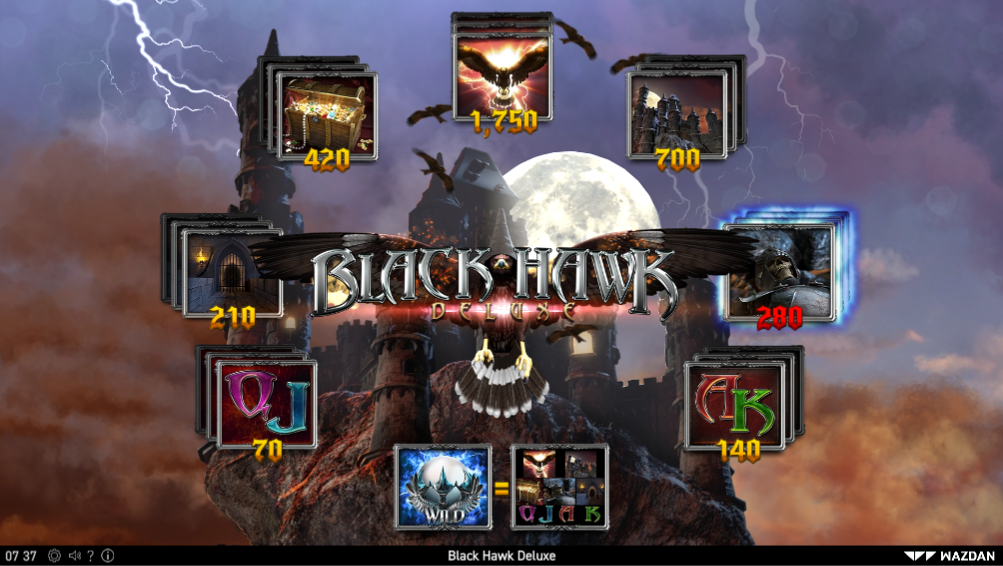 1,750
420
700
210
BLACK HAWK
DELUXE
280
QJ
70
AK
140
WILD
=
Q J A K
07 37
?
i
Black Hawk Deluxe
WAZDAN